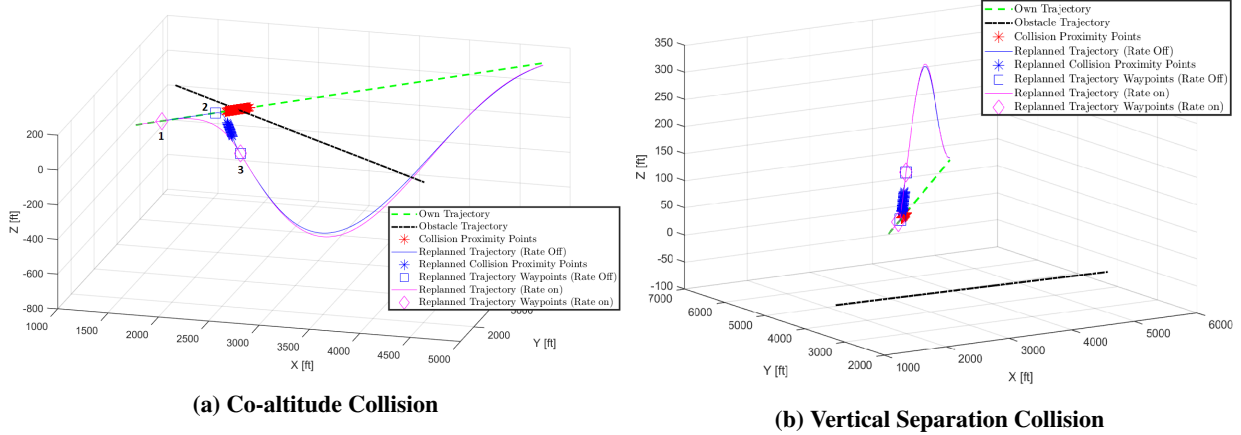 200
0
-200
-400
-600
-800
Z [ft]
1000
1500
2000
2500
3000
3500
4000
4500
5000
X [ft]
2000
Y [ft]
1
2
3
Own Trajectory
Obstacle Trajectory
Collision Proximity Points
Replanned Trajectory (Rate Off)
Replanned Collision Proximity Points
Replanned Trajectory Waypoints (Rate Off)
Replanned Trajectory (Rate on)
Replanned Trajectory Waypoints (Rate on)
4000
5000
6000
(a) Co-altitude Collision
350
300
250
200
150
100
50
0
-50
-100
Z [ft]
7000
6000
5000
4000
3000
2000
Y [ft]
1000
2000
3000
4000
5000
6000
X [ft]
Own Trajectory
Obstacle Trajectory
Collision Proximity Points
Replanned Trajectory (Rate Off)
Replanned Collision Proximity Points
Replanned Trajectory Waypoints (Rate Off)
Replanned Trajectory (Rate on)
Replanned Trajectory Waypoints (Rate on)
(b) Vertical Separation Collision